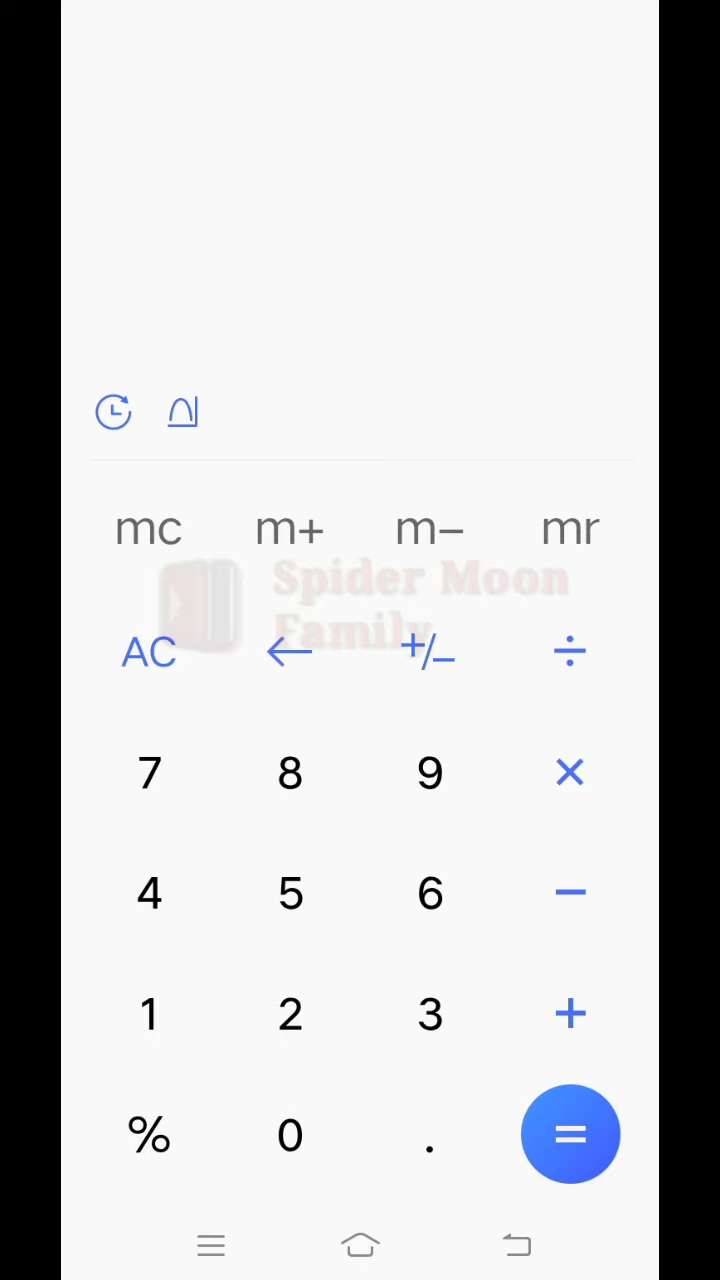 mc m+ m− mr
Spider Moon
Family
AC ← +/− ÷
7 8 9 ×
4 5 6 −
1 2 3 +
% 0 . =